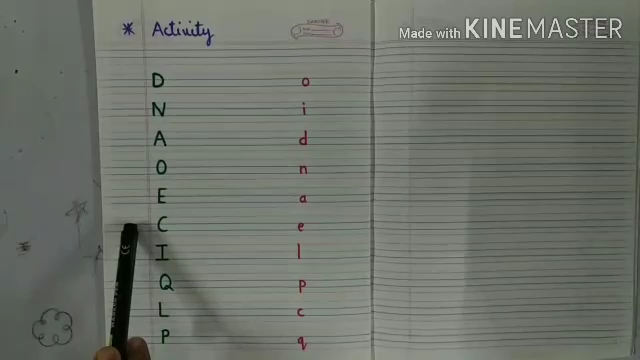 * Activity
Made with KINEMASTER
D o
N i
A d
O n
E a
C e
I l
Q p
L c
P q